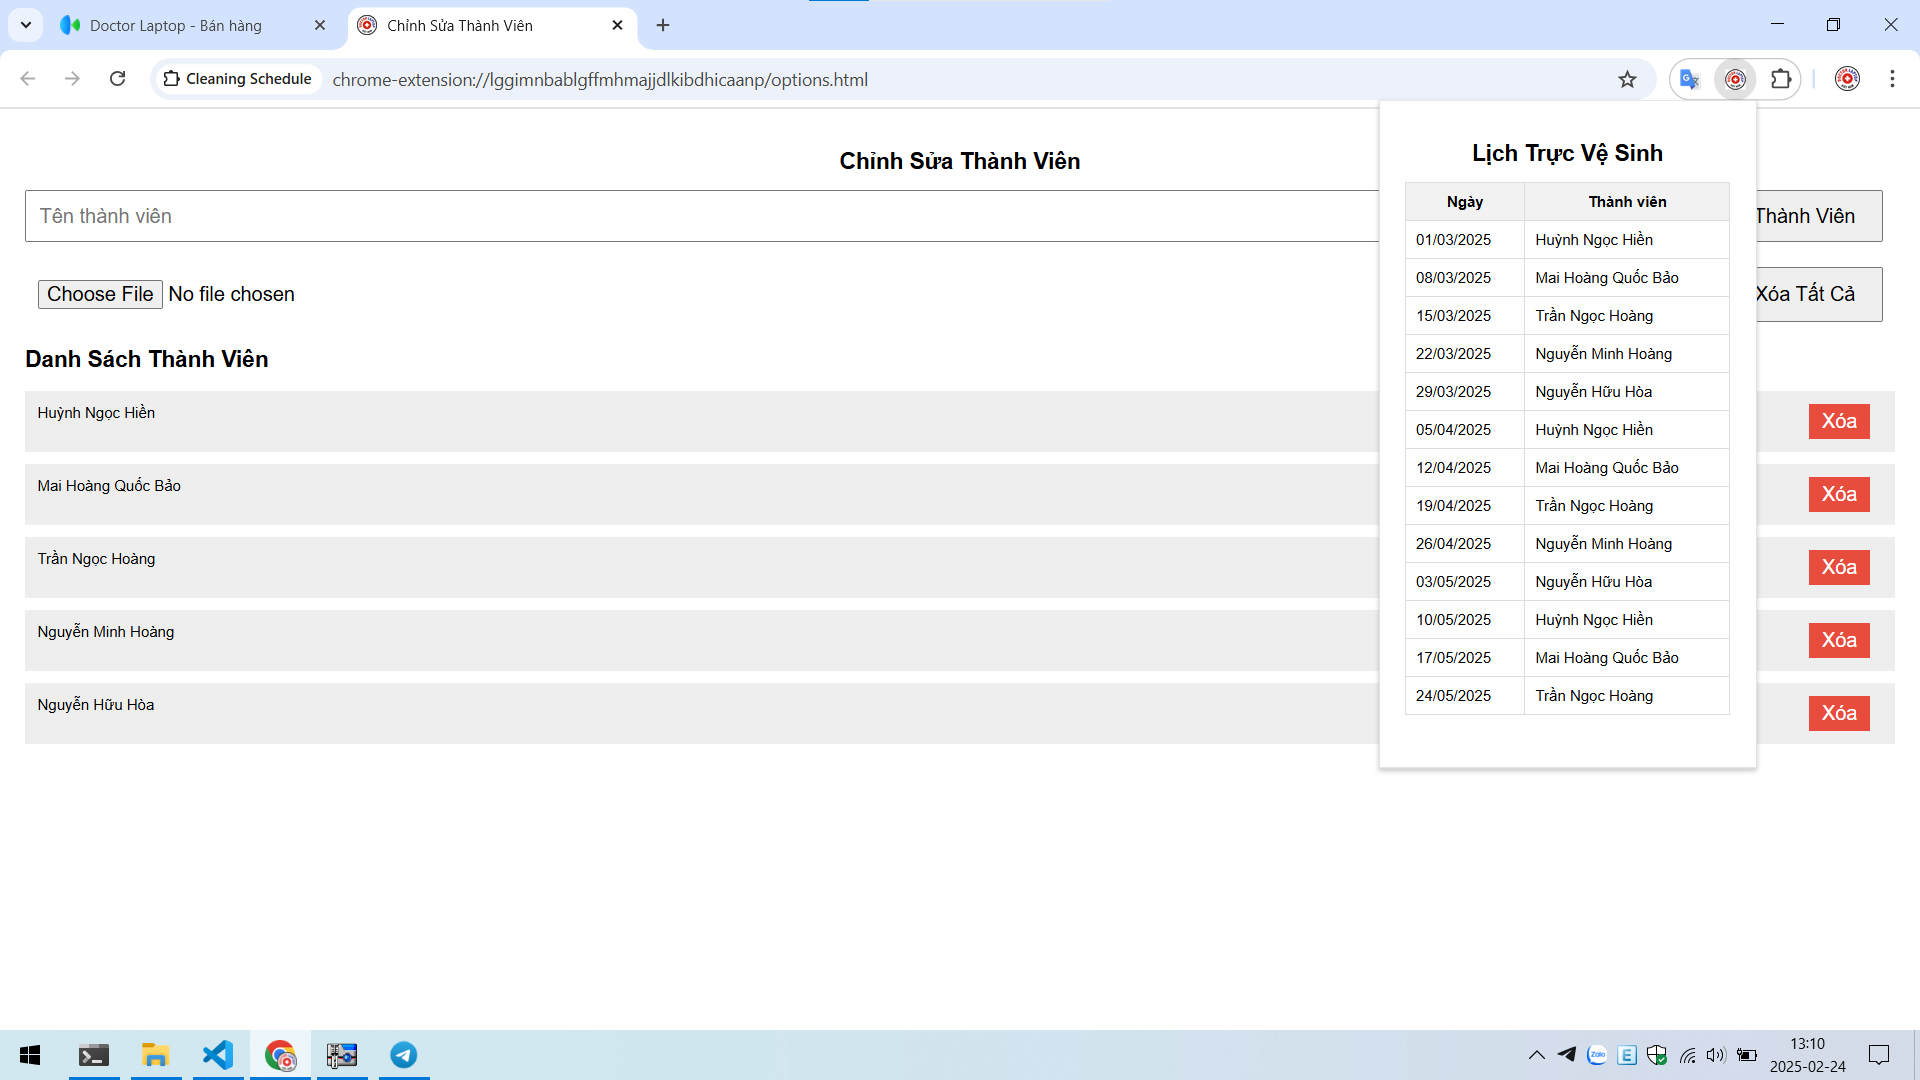 Doctor Laptop - Bán hàng
Chỉnh Sửa Thành Viên
Cleaning Schedule
chrome-extension://lggimnbablgffmhmajjdlkibdhicaanp/options.html
Chỉnh Sửa Thành Viên
Tên thành viên
Thành Viên
Choose File No file chosen
Xóa Tất Cả
Danh Sách Thành Viên
Huỳnh Ngọc Hiền
Xóa
Mai Hoàng Quốc Bảo
Xóa
Trần Ngọc Hoàng
Xóa
Nguyễn Minh Hoàng
Xóa
Nguyễn Hữu Hòa
Xóa
Lịch Trực Vệ Sinh
Ngày Thành viên
01/03/2025 Huỳnh Ngọc Hiền
08/03/2025 Mai Hoàng Quốc Bảo
15/03/2025 Trần Ngọc Hoàng
22/03/2025 Nguyễn Minh Hoàng
29/03/2025 Nguyễn Hữu Hòa
05/04/2025 Huỳnh Ngọc Hiền
12/04/2025 Mai Hoàng Quốc Bảo
19/04/2025 Trần Ngọc Hoàng
26/04/2025 Nguyễn Minh Hoàng
03/05/2025 Nguyễn Hữu Hòa
10/05/2025 Huỳnh Ngọc Hiền
17/05/2025 Mai Hoàng Quốc Bảo
24/05/2025 Trần Ngọc Hoàng
Zalo
E
13:10
2025-02-24